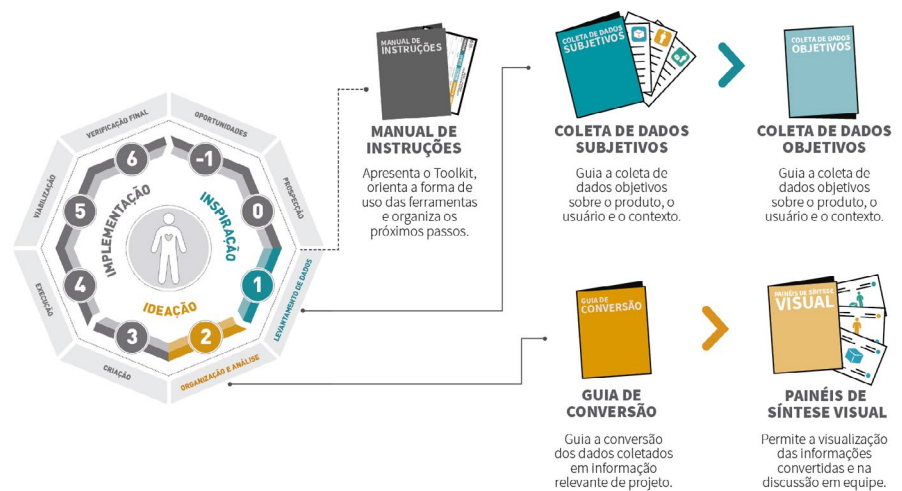 VERIFICAÇÃO FINAL
OPORTUNIDADES
PROSPECÇÃO
LEVANTAMENTO DE DADOS
ORGANIZAÇÃO E ANÁLISE
CRIAÇÃO
EXECUÇÃO
VIABILIZAÇÃO
6
-1
0
1
2
3
4
5
IMPLEMENTAÇÃO
INSPIRAÇÃO
IDEAÇÃO
MANUAL DE
INSTRUÇÕES
MANUAL DE
INSTRUÇÕES
Apresenta o Toolkit,
orienta a forma de
uso das ferramentas
e organiza os
próximos passos.
COLETA DE DADOS
SUBJETIVOS
COLETA DE DADOS
SUBJETIVOS
Guia a coleta de
dados objetivos
sobre o produto, o
usuário e o contexto.
COLETA DE DADOS
OBJETIVOS
COLETA DE DADOS
OBJETIVOS
Guia a coleta de
dados objetivos
sobre o produto, o
usuário e o contexto.
GUIA DE
CONVERSÃO
GUIA DE
CONVERSÃO
Guia a conversão
dos dados coletados
em informação
relevante de projeto.
PAINÉIS DE SÍNTESE
VISUAL
PAINÉIS DE
SÍNTESE VISUAL
Permite a visualização
das informações
convertidas e na
discussão em equipe.